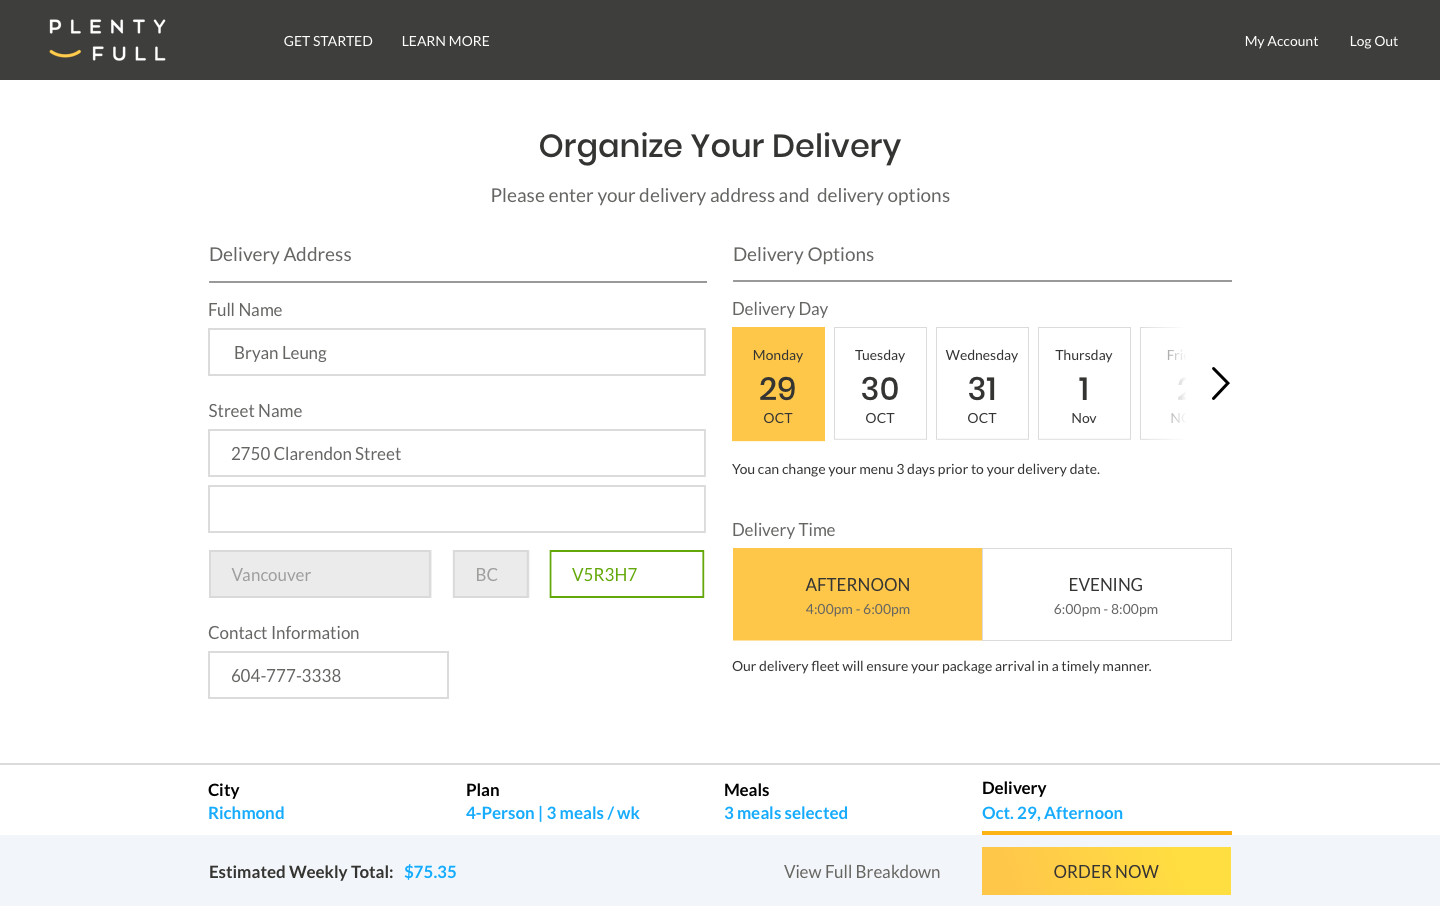 PLENTY
FULL
GET STARTED
LEARN MORE
My Account
Log Out
Organize Your Delivery
Please enter your delivery address and delivery options
Delivery Address
Full Name
Bryan Leung
Street Name
2750 Clarendon Street
Vancouver
BC
V5R3H7
Contact Information
604-777-3338
Delivery Options
Delivery Day
Monday
29
OCT
Tuesday
30
OCT
Wednesday
31
OCT
Thursday
1
Nov
You can change your menu 3 days prior to your delivery date.
Delivery Time
AFTERNOON
4:00pm - 6:00pm
EVENING
6:00pm - 8:00pm
Our delivery fleet will ensure your package arrival in a timely manner.
City
Richmond
Plan
4-Person | 3 meals / wk
Meals
3 meals selected
Delivery
Oct. 29, Afternoon
Estimated Weekly Total: $75.35
View Full Breakdown
ORDER NOW